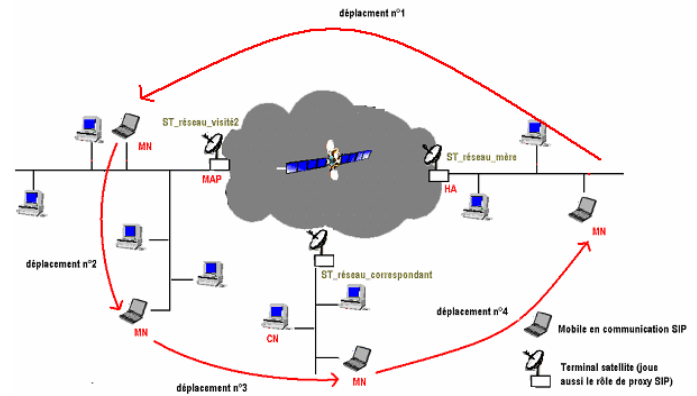 déplacment n°1
ST_réseau_visité2
MN
MAP
ST_réseau_mère
HA
MN
déplacement n°2
ST_réseau_correspondant
MN
CN
déplacement n°4
MN
déplacement n°3
Mobile en communication SIP
Terminal satellite (joue
aussi le rôle de proxy SIP)